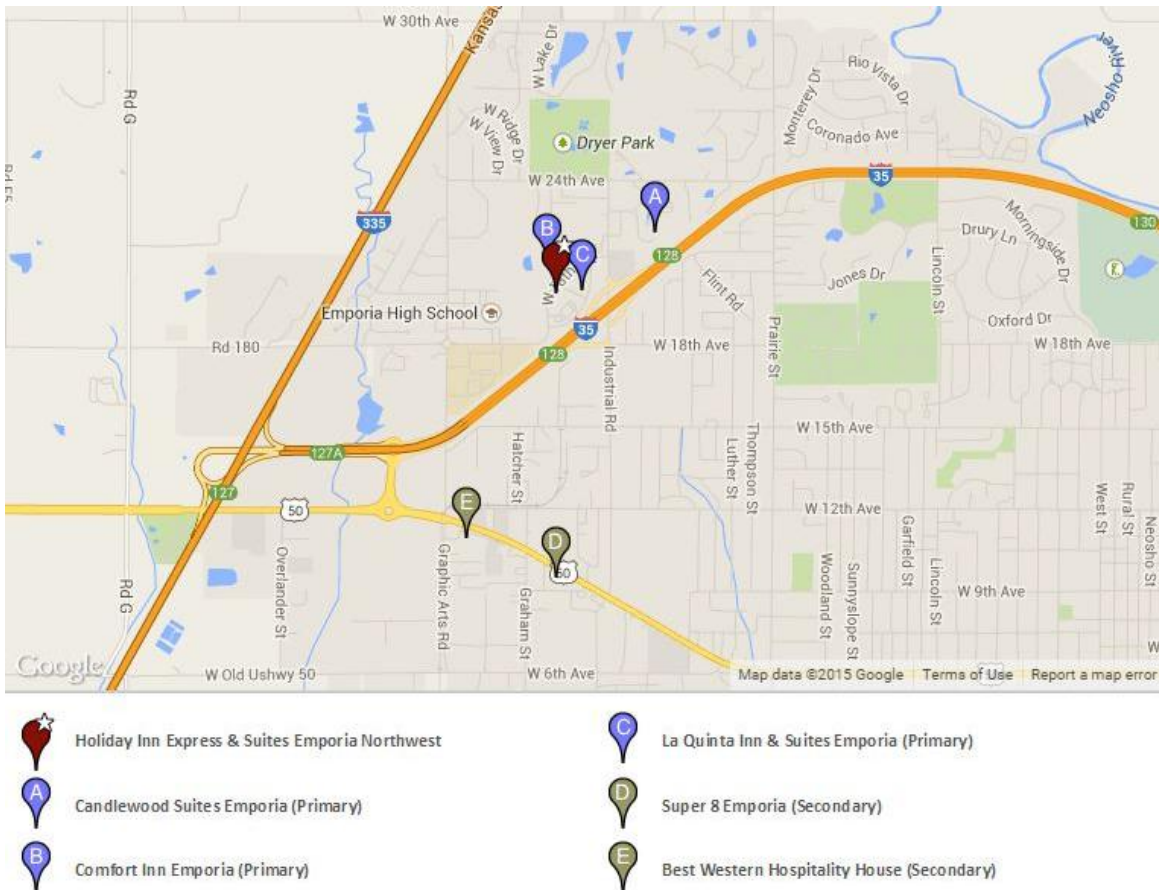 W 30th Ave
Kansas
W Lake Dr
Rio Vista Dr
Neosho River
Rd G
Monterey Dr
W Ridge Dr
W View Dr
Coronado Ave
Dryer Park
W 24th Ave
35
A
335
B
C
128
130
Morningside Dr
Drury Ln
Lincoln St
Flint Rd
Jones Dr
Emporia High School
Oxford Dr
35
Rd 180
128
W 18th Ave
W 18th Ave
Industrial Rd
Prairie St
W 15th Ave
127A
Hatcher St
Luther St
Thompson St
127
50
E
W 12th Ave
West St
Rural St
Neosho St
D
50
Overlander St
Graphic Arts Rd
Graham St
Woodland St
Sunnyslope St
Garfield St
Lincoln St
W 9th Ave
Rd G
Google
W Old Ushwy 50
W 6th Ave
Map data ©2015 Google
Terms of Use
Report a map error
Holiday Inn Express & Suites Emporia Northwest
C La Quinta Inn & Suites Emporia (Primary)
A Candlewood Suites Emporia (Primary)
D Super 8 Emporia (Secondary)
B Comfort Inn Emporia (Primary)
E Best Western Hospitality House (Secondary)